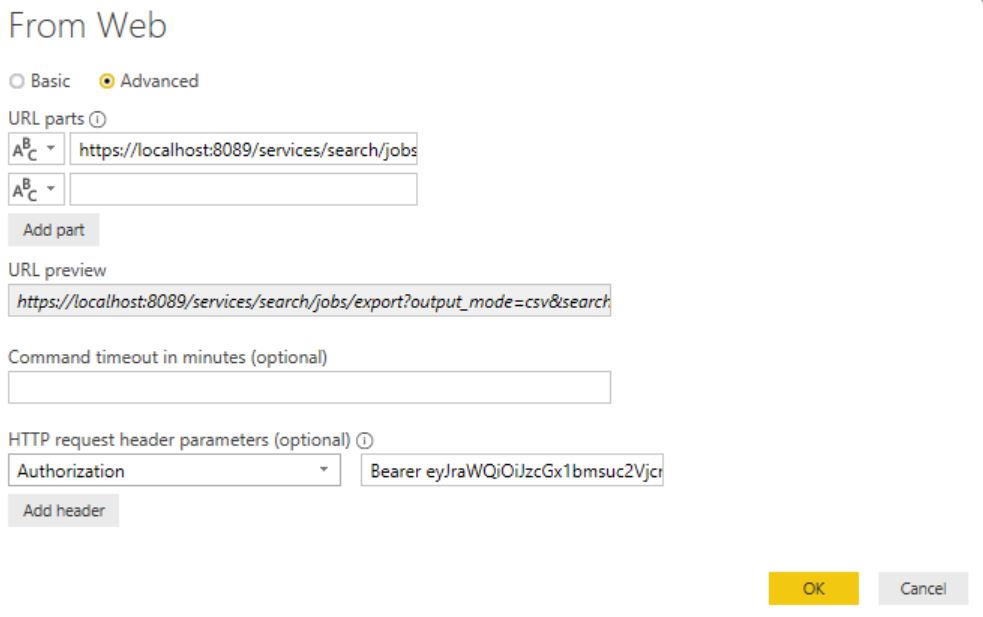 From Web
Basic Advanced
URL parts
ABC https://localhost:8089/services/search/jobs
ABC
Add part
URL preview
https://localhost:8089/services/search/jobs/export?output_mode=csv&search
Command timeout in minutes (optional)
HTTP request header parameters (optional)
Authorization Bearer eyJraWQiOiJzcGx1bmsuc2Vjcr
Add header
OK Cancel